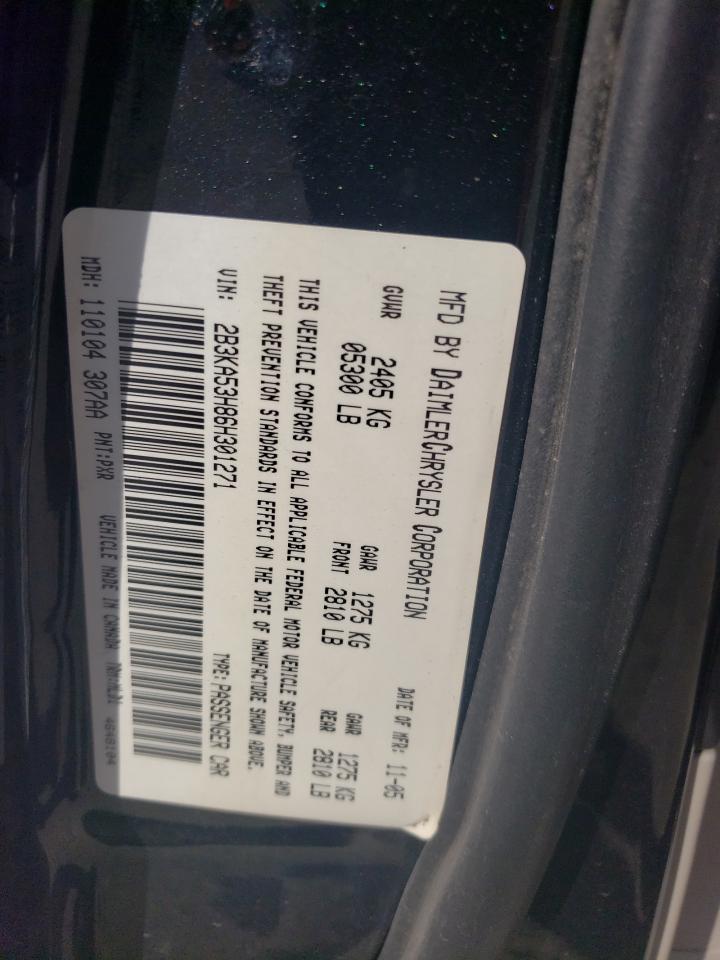 MFD BY DAIMLERCHRYSLER CORPORATION
DATE OF MFR: 11-05
GVWR 2405 KG
05300 LB
GAWR 1275 KG
FRONT 2810 LB
GAWR 1275 KG
REAR 2810 LB
THIS VEHICLE CONFORMS TO ALL APPLICABLE FEDERAL MOTOR VEHICLE SAFETY, BUMPER AND
THEFT PREVENTION STANDARDS IN EFFECT ON THE DATE OF MANUFACTURE SHOWN ABOVE.
VIN: 2B3KA53H86H301271 TYPE: PASSENGER CAR
MDH: 110104 307AA PNT:PXR VEHICLE MADE IN CANADA